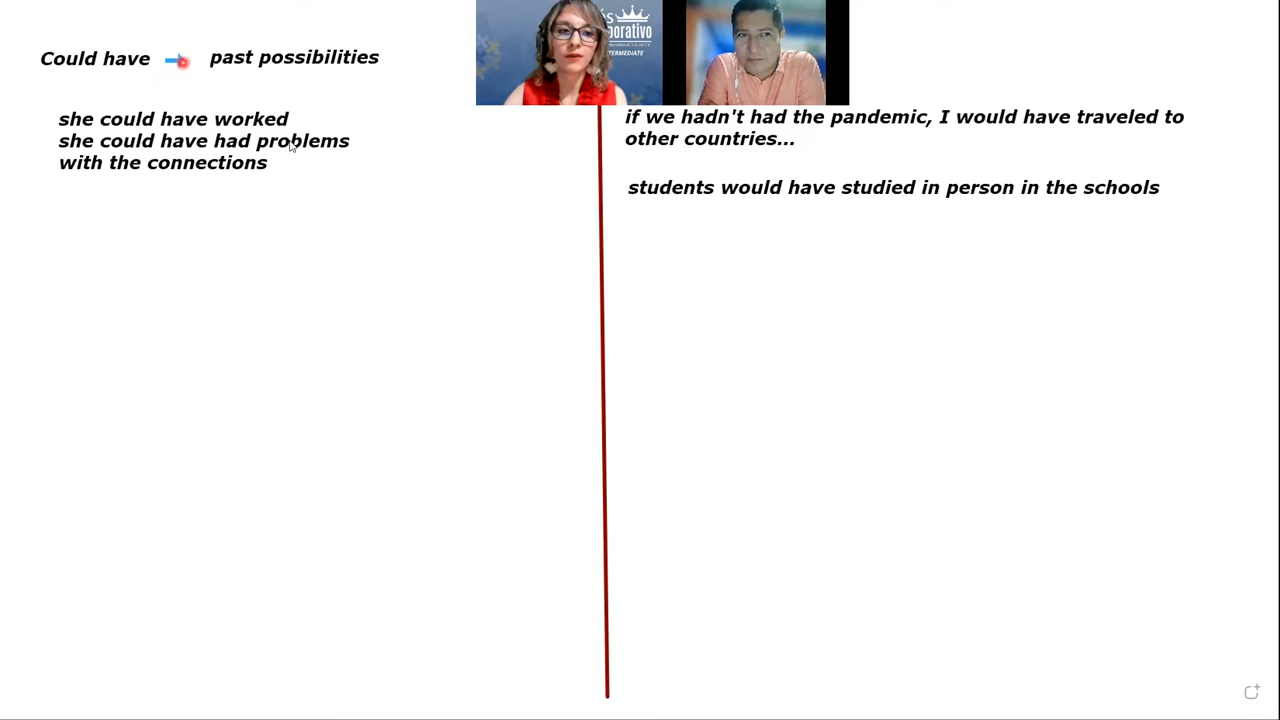 Could have
past possibilities
she could have worked
she could have had problems
with the connections
if we hadn't had the pandemic, I would have traveled to
other countries...
students would have studied in person in the schools